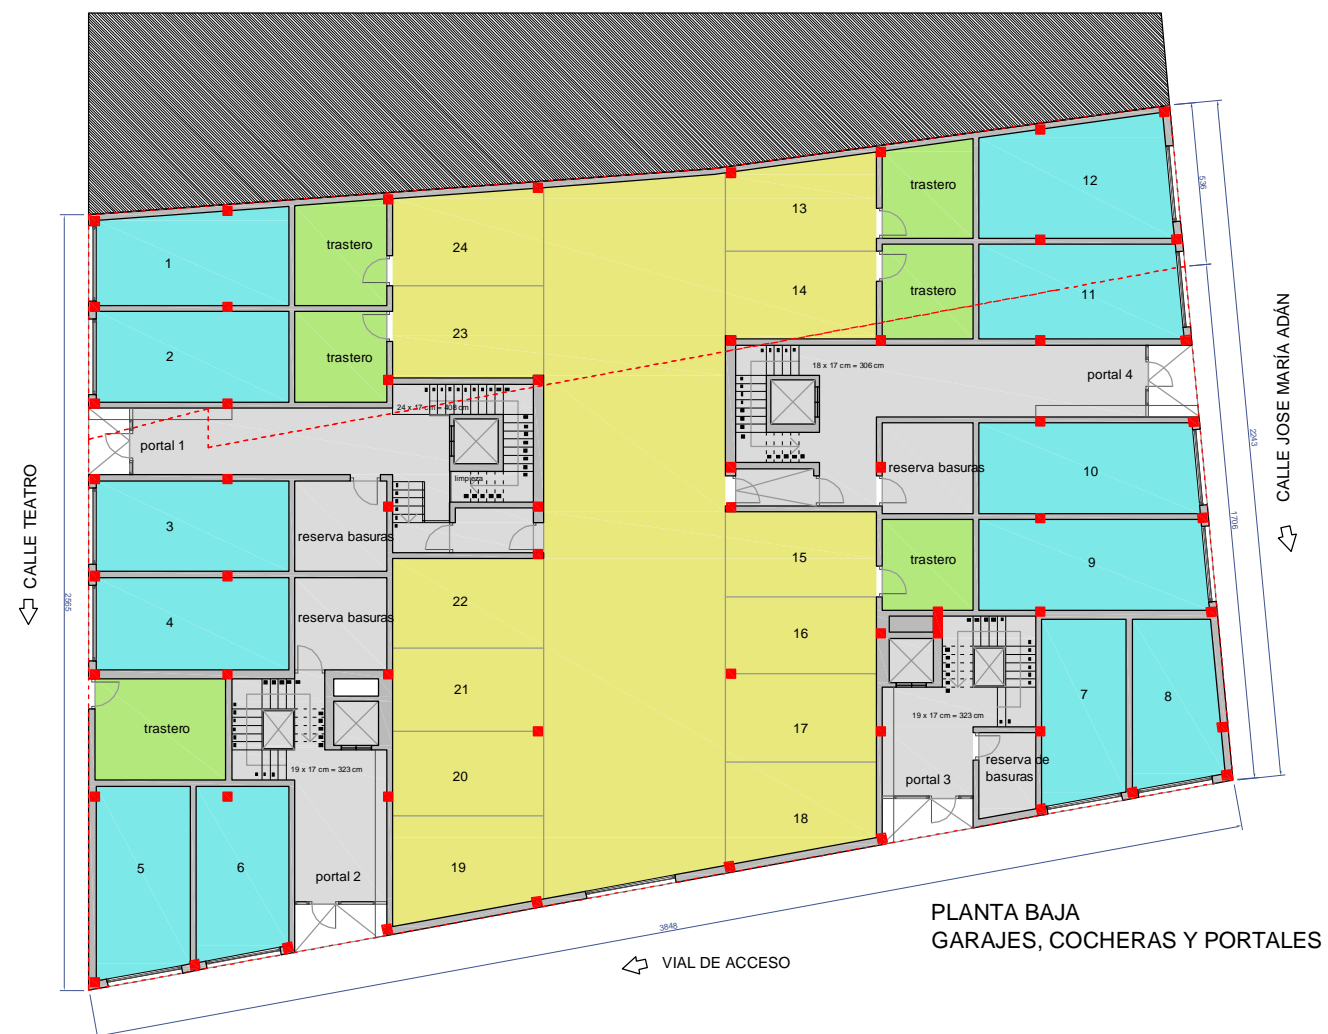 12
536
13
trastero
trastero
24
1
14
trastero
11
23
2
trastero
18 x 17 cm = 306 cm
portal 4
24 x 17 cm = 408 cm
portal 1
CALLE JOSE MARÍA ADÁN
2243
reserva basuras
10
limpieza
CALLE TEATRO
3
reserva basuras
1706
15
trastero
9
2565
22
4
reserva basuras
16
21
7
8
trastero
19 x 17 cm = 323 cm
17
19 x 17 cm = 323 cm
20
portal 3
reserva de
basuras
18
5
6
portal 2
19
3848
PLANTA BAJA
GARAJES, COCHERAS Y PORTALES
VIAL DE ACCESO